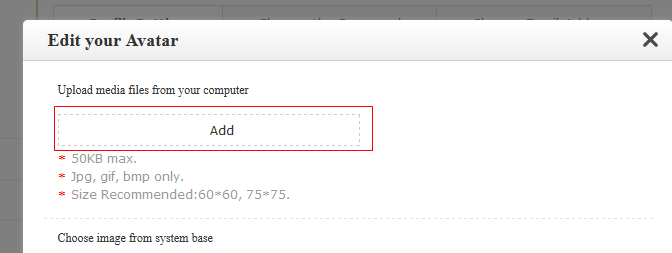 Edit your Avatar
Upload media files from your computer
Add
* 50KB max.
* Jpg, gif, bmp only.
* Size Recommended:60*60, 75*75.
Choose image from system base